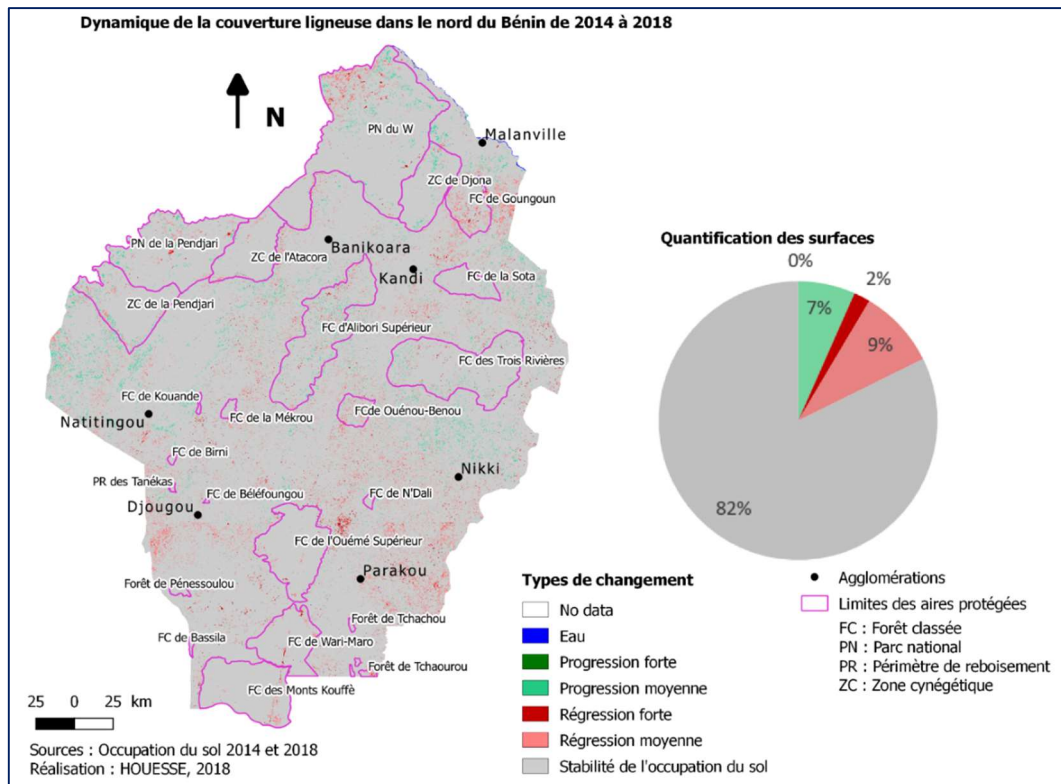 Dynamique de la couverture ligneuse dans le nord du Bénin de 2014 à 2018
N
PN du W
Malanville
ZC de Djona
FC de Goungoun
PN de la Pendjari
Banikoara
ZC de l'Atacora
Kandi
FC de la Sota
ZC de la Pendjari
FC d'Alibori Supérieur
FC des Trois Rivières
FC de Kouande
FC de la Mékrou
FCde Ouénou-Benou
Natitingou
FC de Birni
Nikki
PR des Tanékas
FC de Béléfoungou
FC de N'Dali
Djougou
FC de l'Ouémé Supérieur
Parakou
Forêt de Pénessoulou
Forêt de Tchachou
FC de Bassila
FC de Wari-Maro
Forêt de Tchaourou
FC des Monts Kouffè
25 0 25 km
Sources : Occupation du sol 2014 et 2018
Réalisation : HOUESSE, 2018
Quantification des surfaces
0%
2%
7%
9%
82%
Types de changement
No data
Eau
Progression forte
Progression moyenne
Régression forte
Régression moyenne
Stabilité de l'occupation du sol
Agglomérations
Limites des aires protégées
FC : Forêt classée
PN : Parc national
PR : Périmètre de reboisement
ZC : Zone cynégétique